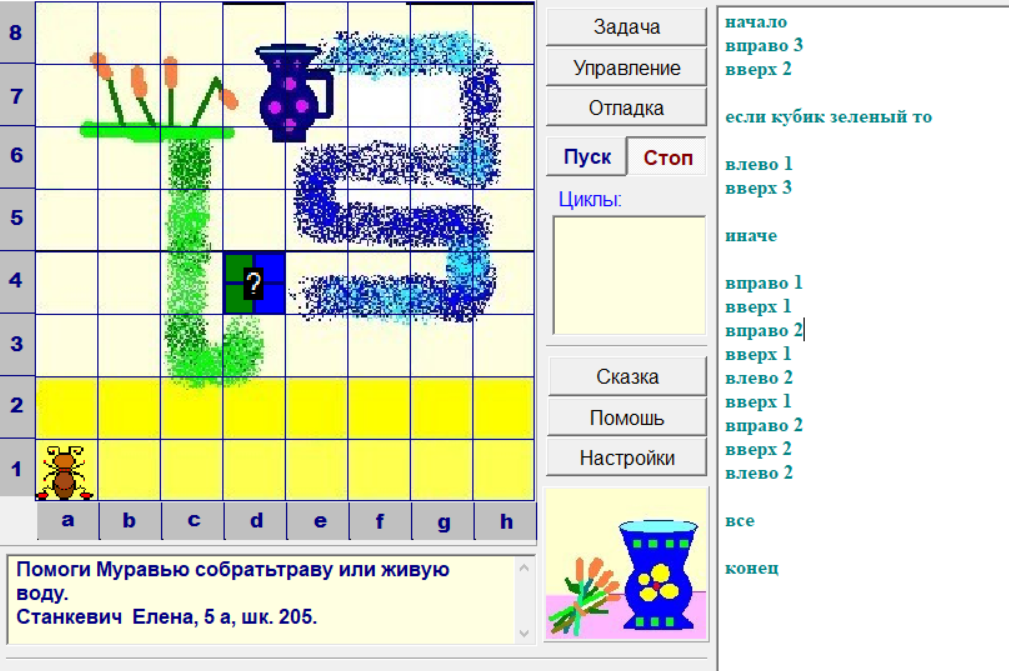 8
7
6
5
4
3
2
1
a b c d e f g h
?
Помоги Муравью собратьтраву или живую
воду.
Станкевич Елена, 5 а, шк. 205.
Задача
Управление
Отладка
Пуск Стоп
Циклы:
Сказка
Помошь
Настройки
начало
вправо 3
вверх 2
если кубик зеленый то
влево 1
вверх 3
иначе
вправо 1
вверх 1
вправо 2
вверх 1
влево 2
вверх 1
вправо 2
вверх 2
влево 2
все
конец